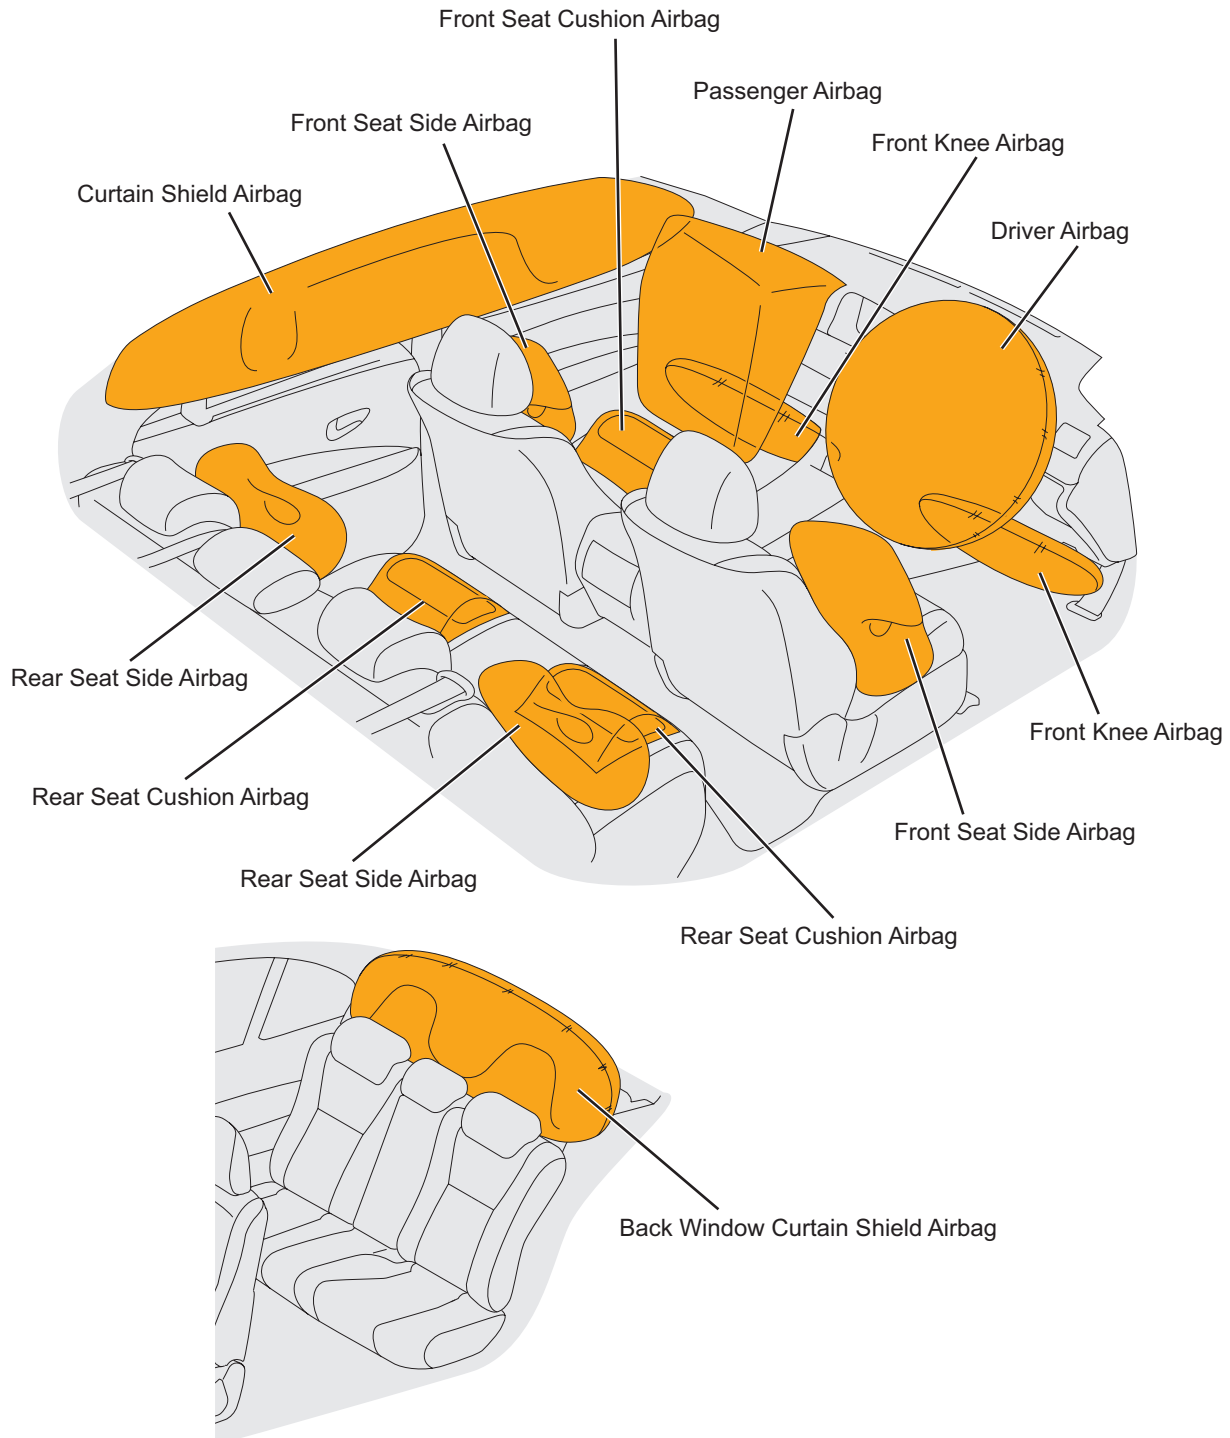 Front Seat Cushion Airbag
Passenger Airbag
Front Seat Side Airbag
Front Knee Airbag
Curtain Shield Airbag
Driver Airbag
Rear Seat Side Airbag
Front Knee Airbag
Rear Seat Cushion Airbag
Front Seat Side Airbag
Rear Seat Side Airbag
Rear Seat Cushion Airbag
Back Window Curtain Shield Airbag